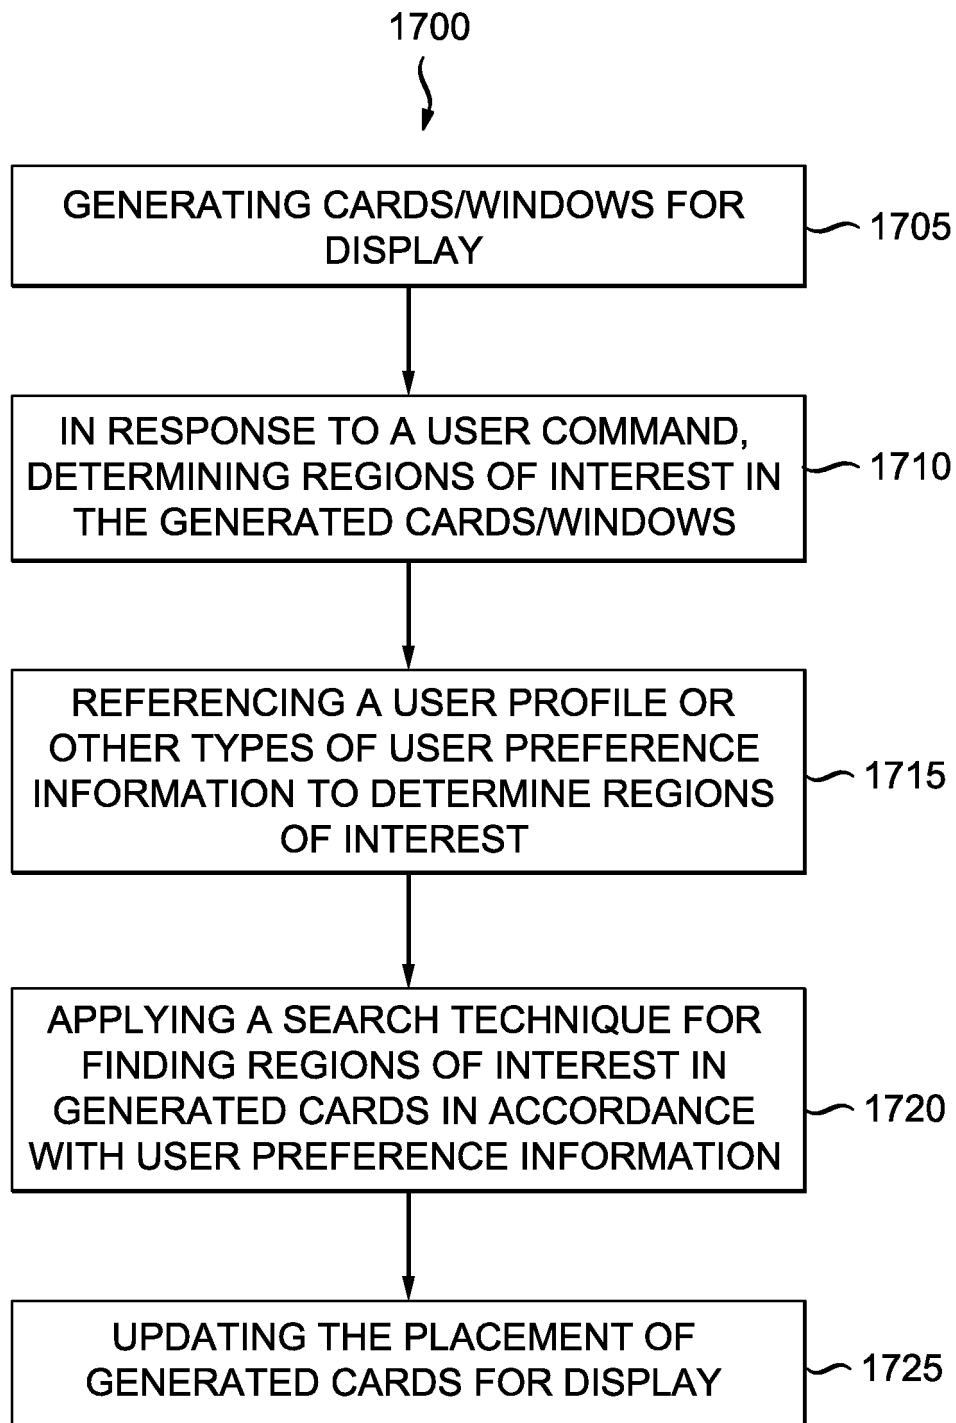 1700
GENERATING CARDS/WINDOWS FOR
DISPLAY
1705
IN RESPONSE TO A USER COMMAND,
DETERMINING REGIONS OF INTEREST IN
THE GENERATED CARDS/WINDOWS
1710
REFERENCING A USER PROFILE OR
OTHER TYPES OF USER PREFERENCE
INFORMATION TO DETERMINE REGIONS
OF INTEREST
1715
APPLYING A SEARCH TECHNIQUE FOR
FINDING REGIONS OF INTEREST IN
GENERATED CARDS IN ACCORDANCE
WITH USER PREFERENCE INFORMATION
1720
UPDATING THE PLACEMENT OF
GENERATED CARDS FOR DISPLAY
1725